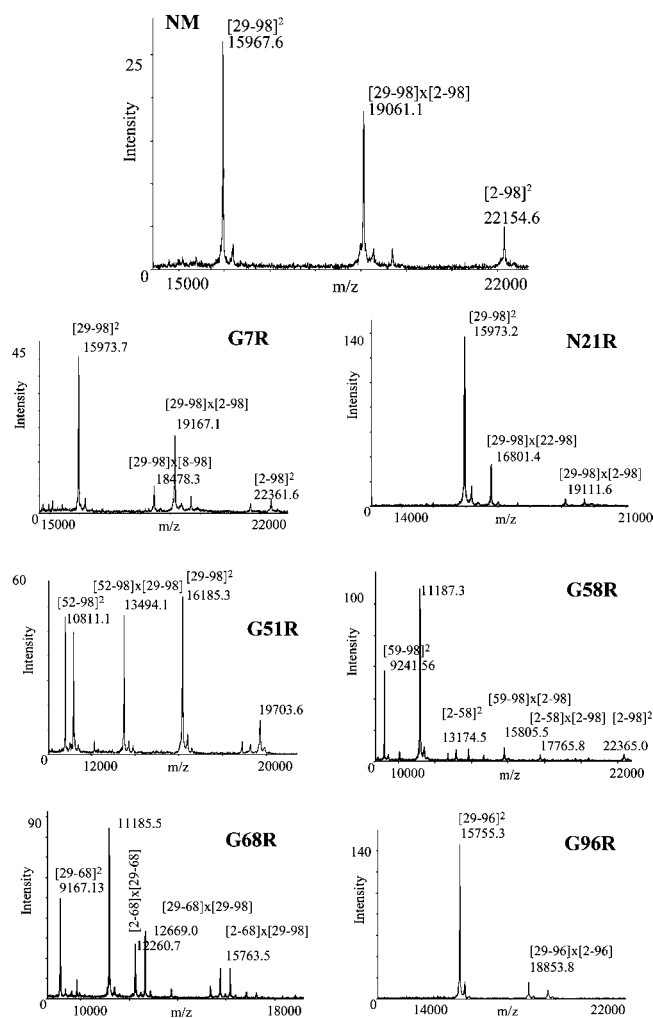 NM
[29-98]²
15967.6
25
[29-98]x[2-98]
19061.1
[2-98]²
22154.6
Intensity
0
15000
m/z
22000
G7R
45
[29-98]²
15973.7
[29-98]x[2-98]
19167.1
[29-98]x[8-98]
18478.3
[2-98]²
22361.6
Intensity
0
15000
m/z
22000
N21R
140
[29-98]²
15973.2
[29-98]x[22-98]
16801.4
[29-98]x[2-98]
19111.6
Intensity
0
14000
m/z
21000
G51R
60
[52-98]²
10811.1
[52-98]x[29-98]
13494.1
[29-98]²
16185.3
19703.6
Intensity
0
12000
m/z
20000
G58R
100
11187.3
[59-98]²
9241.56
[2-58]²
13174.5
[59-98]x[2-98]
15805.5
[2-58]x[2-98]
17765.8
[2-98]²
22365.0
Intensity
0
10000
m/z
22000
G68R
90
11185.5
[29-68]²
9167.13
[2-68]x[29-68]
12260.7
[29-68]x[29-98]
12669.0
[2-68]x[29-98]
15763.5
Intensity
0
10000
m/z
18000
G96R
140
[29-96]²
15755.3
[29-96]x[2-96]
18853.8
Intensity
0
14000
m/z
22000